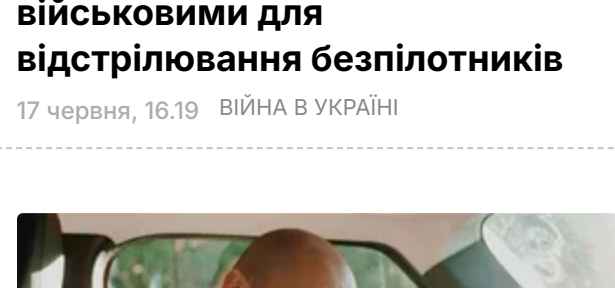 військовими для
відстрілювання безпілотників
17 червня, 16.19 ВІЙНА В УКРАЇНІ